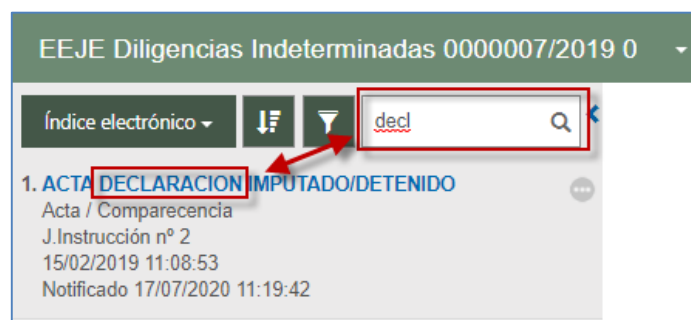 EEJE Diligencias Indeterminadas 0000007/2019 0
Índice electrónico
decl
1. ACTA DECLARACION IMPUTADO/DETENIDO
Acta / Comparecencia
J.Instrucción nº 2
15/02/2019 11:08:53
Notificado 17/07/2020 11:19:42